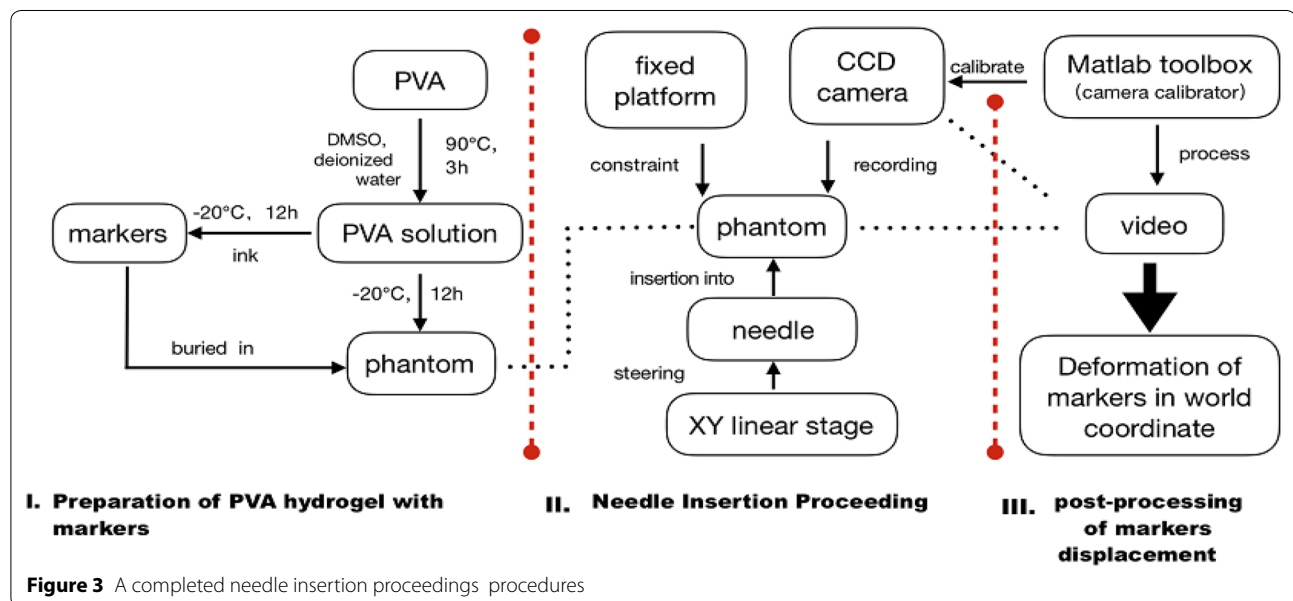 PVA
DMSO,
deionized
water
90°C,
3h
markers
-20°C, 12h
ink
PVA solution
-20°C, 12h
buried in
phantom
fixed
platform
CCD
camera
calibrate
Matlab toolbox
(camera calibrator)
constraint
recording
process
phantom
video
insertion into
needle
steering
XY linear stage
Deformation of
markers in world
coordinate
I. Preparation of PVA hydrogel with
markers
II. Needle Insertion Proceeding
III. post-processing
of markers
displacement
Figure 3 A completed needle insertion proceedings procedures